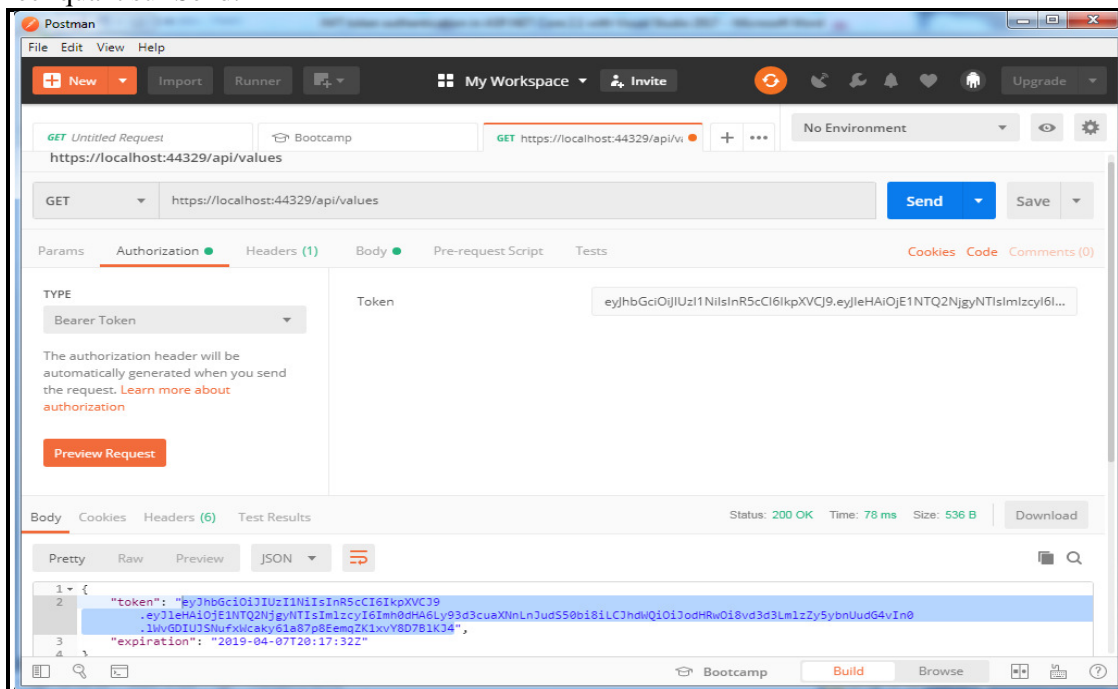 Postman
File Edit View Help
New Import Runner My Workspace Invite Upgrade
GET Untitled Request Bootcamp GET https://localhost:44329/api/va No Environment
https://localhost:44329/api/values
GET https://localhost:44329/api/values Send Save
Params Authorization Headers (1) Body Pre-request Script Tests Cookies Code Comments (0)
TYPE
Bearer Token
Token
The authorization header will be
automatically generated when you send
the request. Learn more about
authorization
Preview Request
Body Cookies Headers (6) Test Results Status: 200 OK Time: 78 ms Size: 536 B Download
Pretty Raw Preview JSON
1 {
2 "token":
3 "expiration": "2019-04-07T20:17:32Z"
4 }
Bootcamp Build Browse